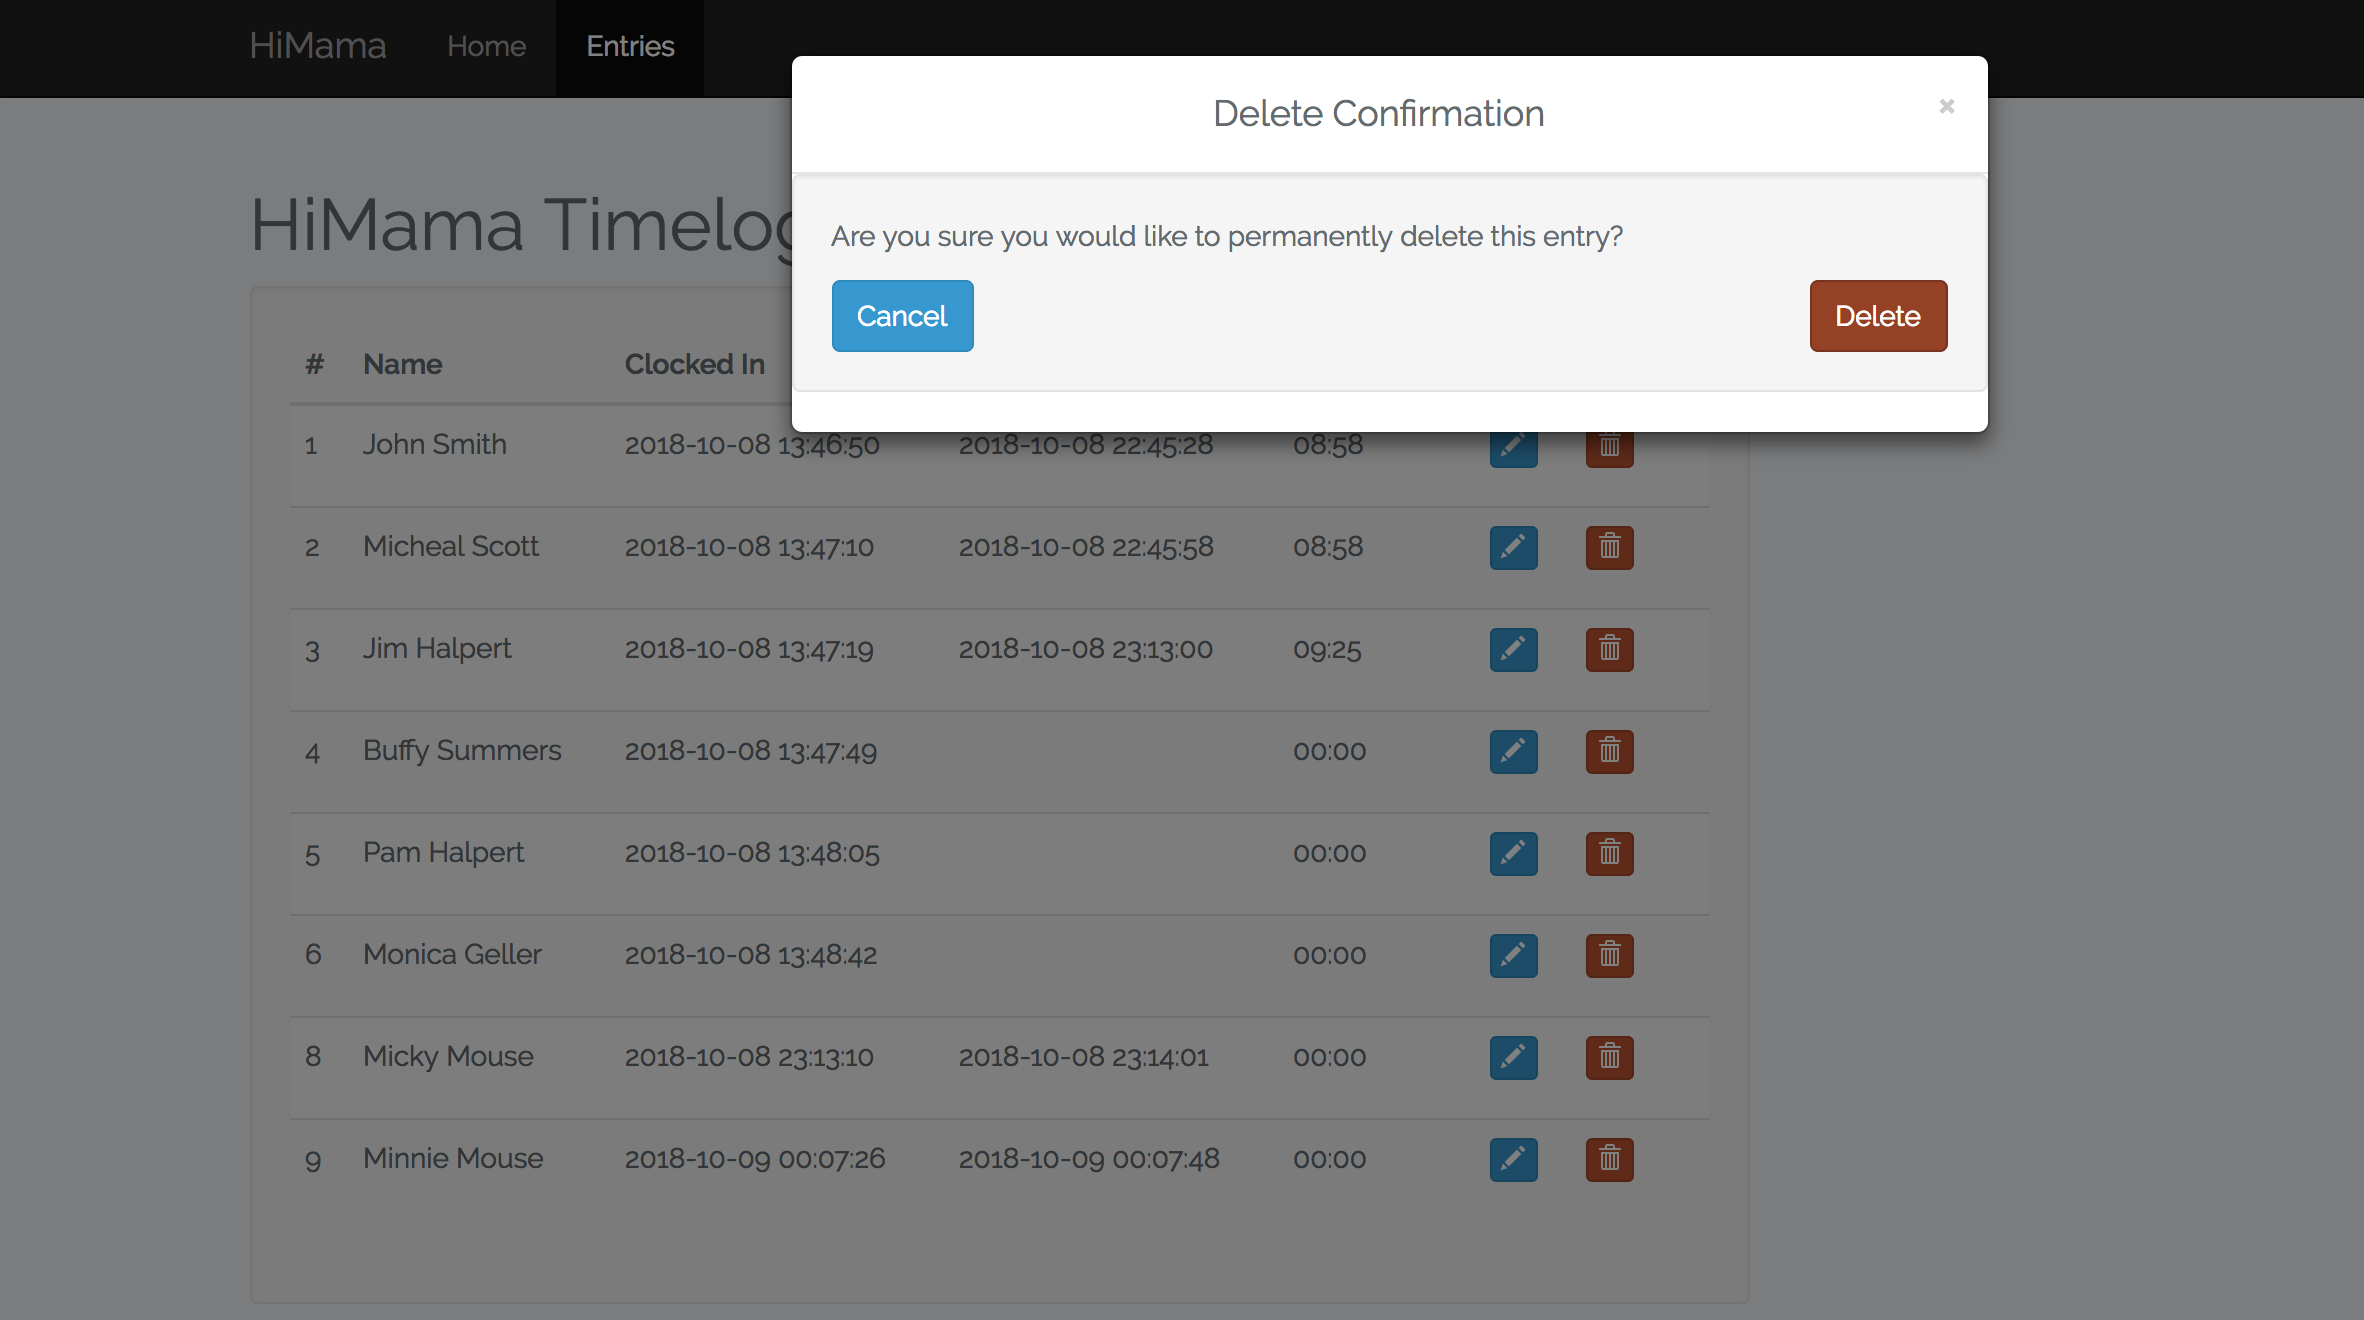 HiMama Home Entries
Delete Confirmation ×
HiMama Timelog
Are you sure you would like to permanently delete this entry?
Cancel Delete
# Name Clocked In
1 John Smith 2018-10-08 13:46:50 2018-10-08 22:45:28 08:58
2 Micheal Scott 2018-10-08 13:47:10 2018-10-08 22:45:58 08:58
3 Jim Halpert 2018-10-08 13:47:19 2018-10-08 23:13:00 09:25
4 Buffy Summers 2018-10-08 13:47:49 00:00
5 Pam Halpert 2018-10-08 13:48:05 00:00
6 Monica Geller 2018-10-08 13:48:42 00:00
8 Micky Mouse 2018-10-08 23:13:10 2018-10-08 23:14:01 00:00
9 Minnie Mouse 2018-10-09 00:07:26 2018-10-09 00:07:48 00:00